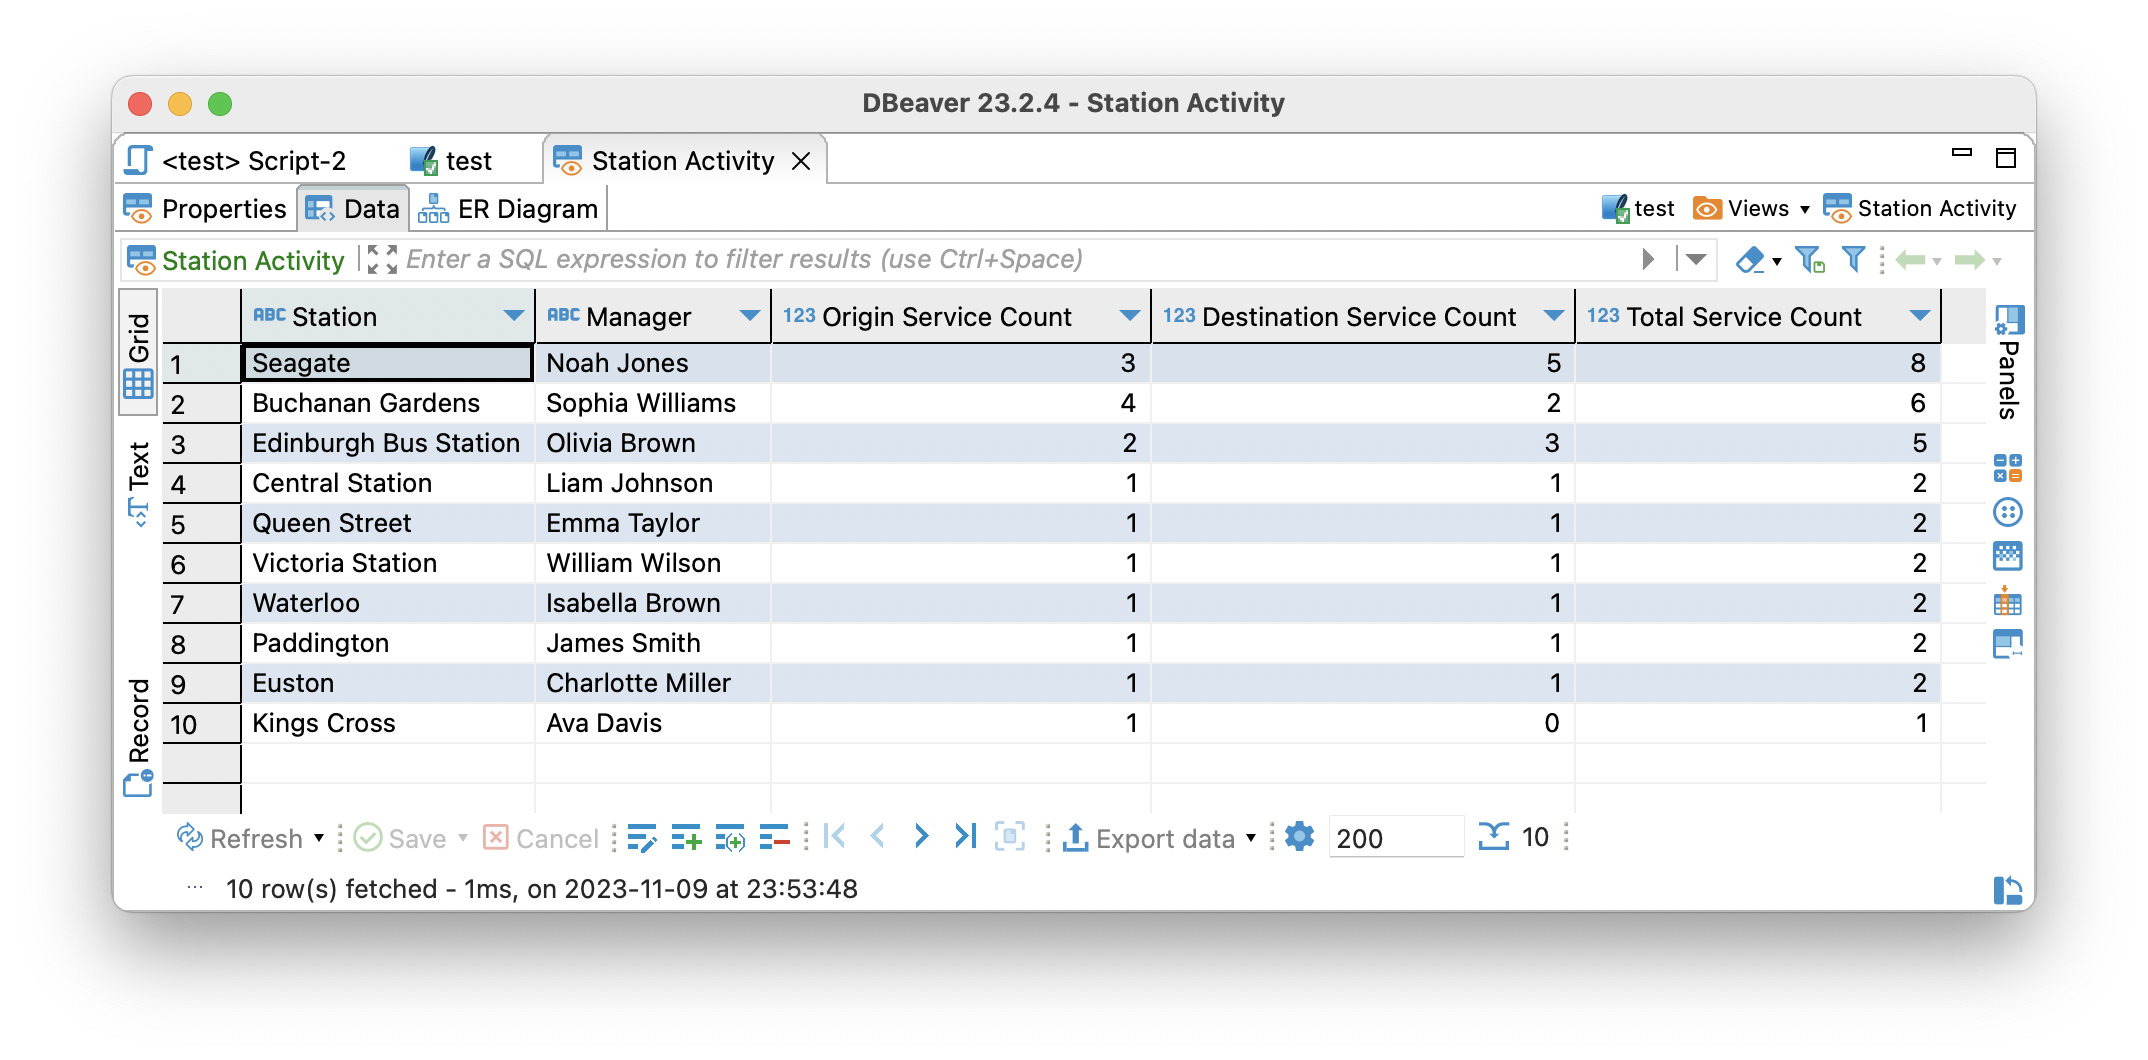 DBeaver 23.2.4 - Station Activity
<test> Script-2 test Station Activity
Properties Data ER Diagram test Views Station Activity
Station Activity Enter a SQL expression to filter results (use Ctrl+Space)
Grid
Text
Record
ABC Station ABC Manager 123 Origin Service Count 123 Destination Service Count 123 Total Service Count
1 Seagate Noah Jones 3 5 8
2 Buchanan Gardens Sophia Williams 4 2 6
3 Edinburgh Bus Station Olivia Brown 2 3 5
4 Central Station Liam Johnson 1 1 2
5 Queen Street Emma Taylor 1 1 2
6 Victoria Station William Wilson 1 1 2
7 Waterloo Isabella Brown 1 1 2
8 Paddington James Smith 1 1 2
9 Euston Charlotte Miller 1 1 2
10 Kings Cross Ava Davis 1 0 1
Panels
Refresh Save Cancel Export data 200 10
... 10 row(s) fetched - 1ms, on 2023-11-09 at 23:53:48